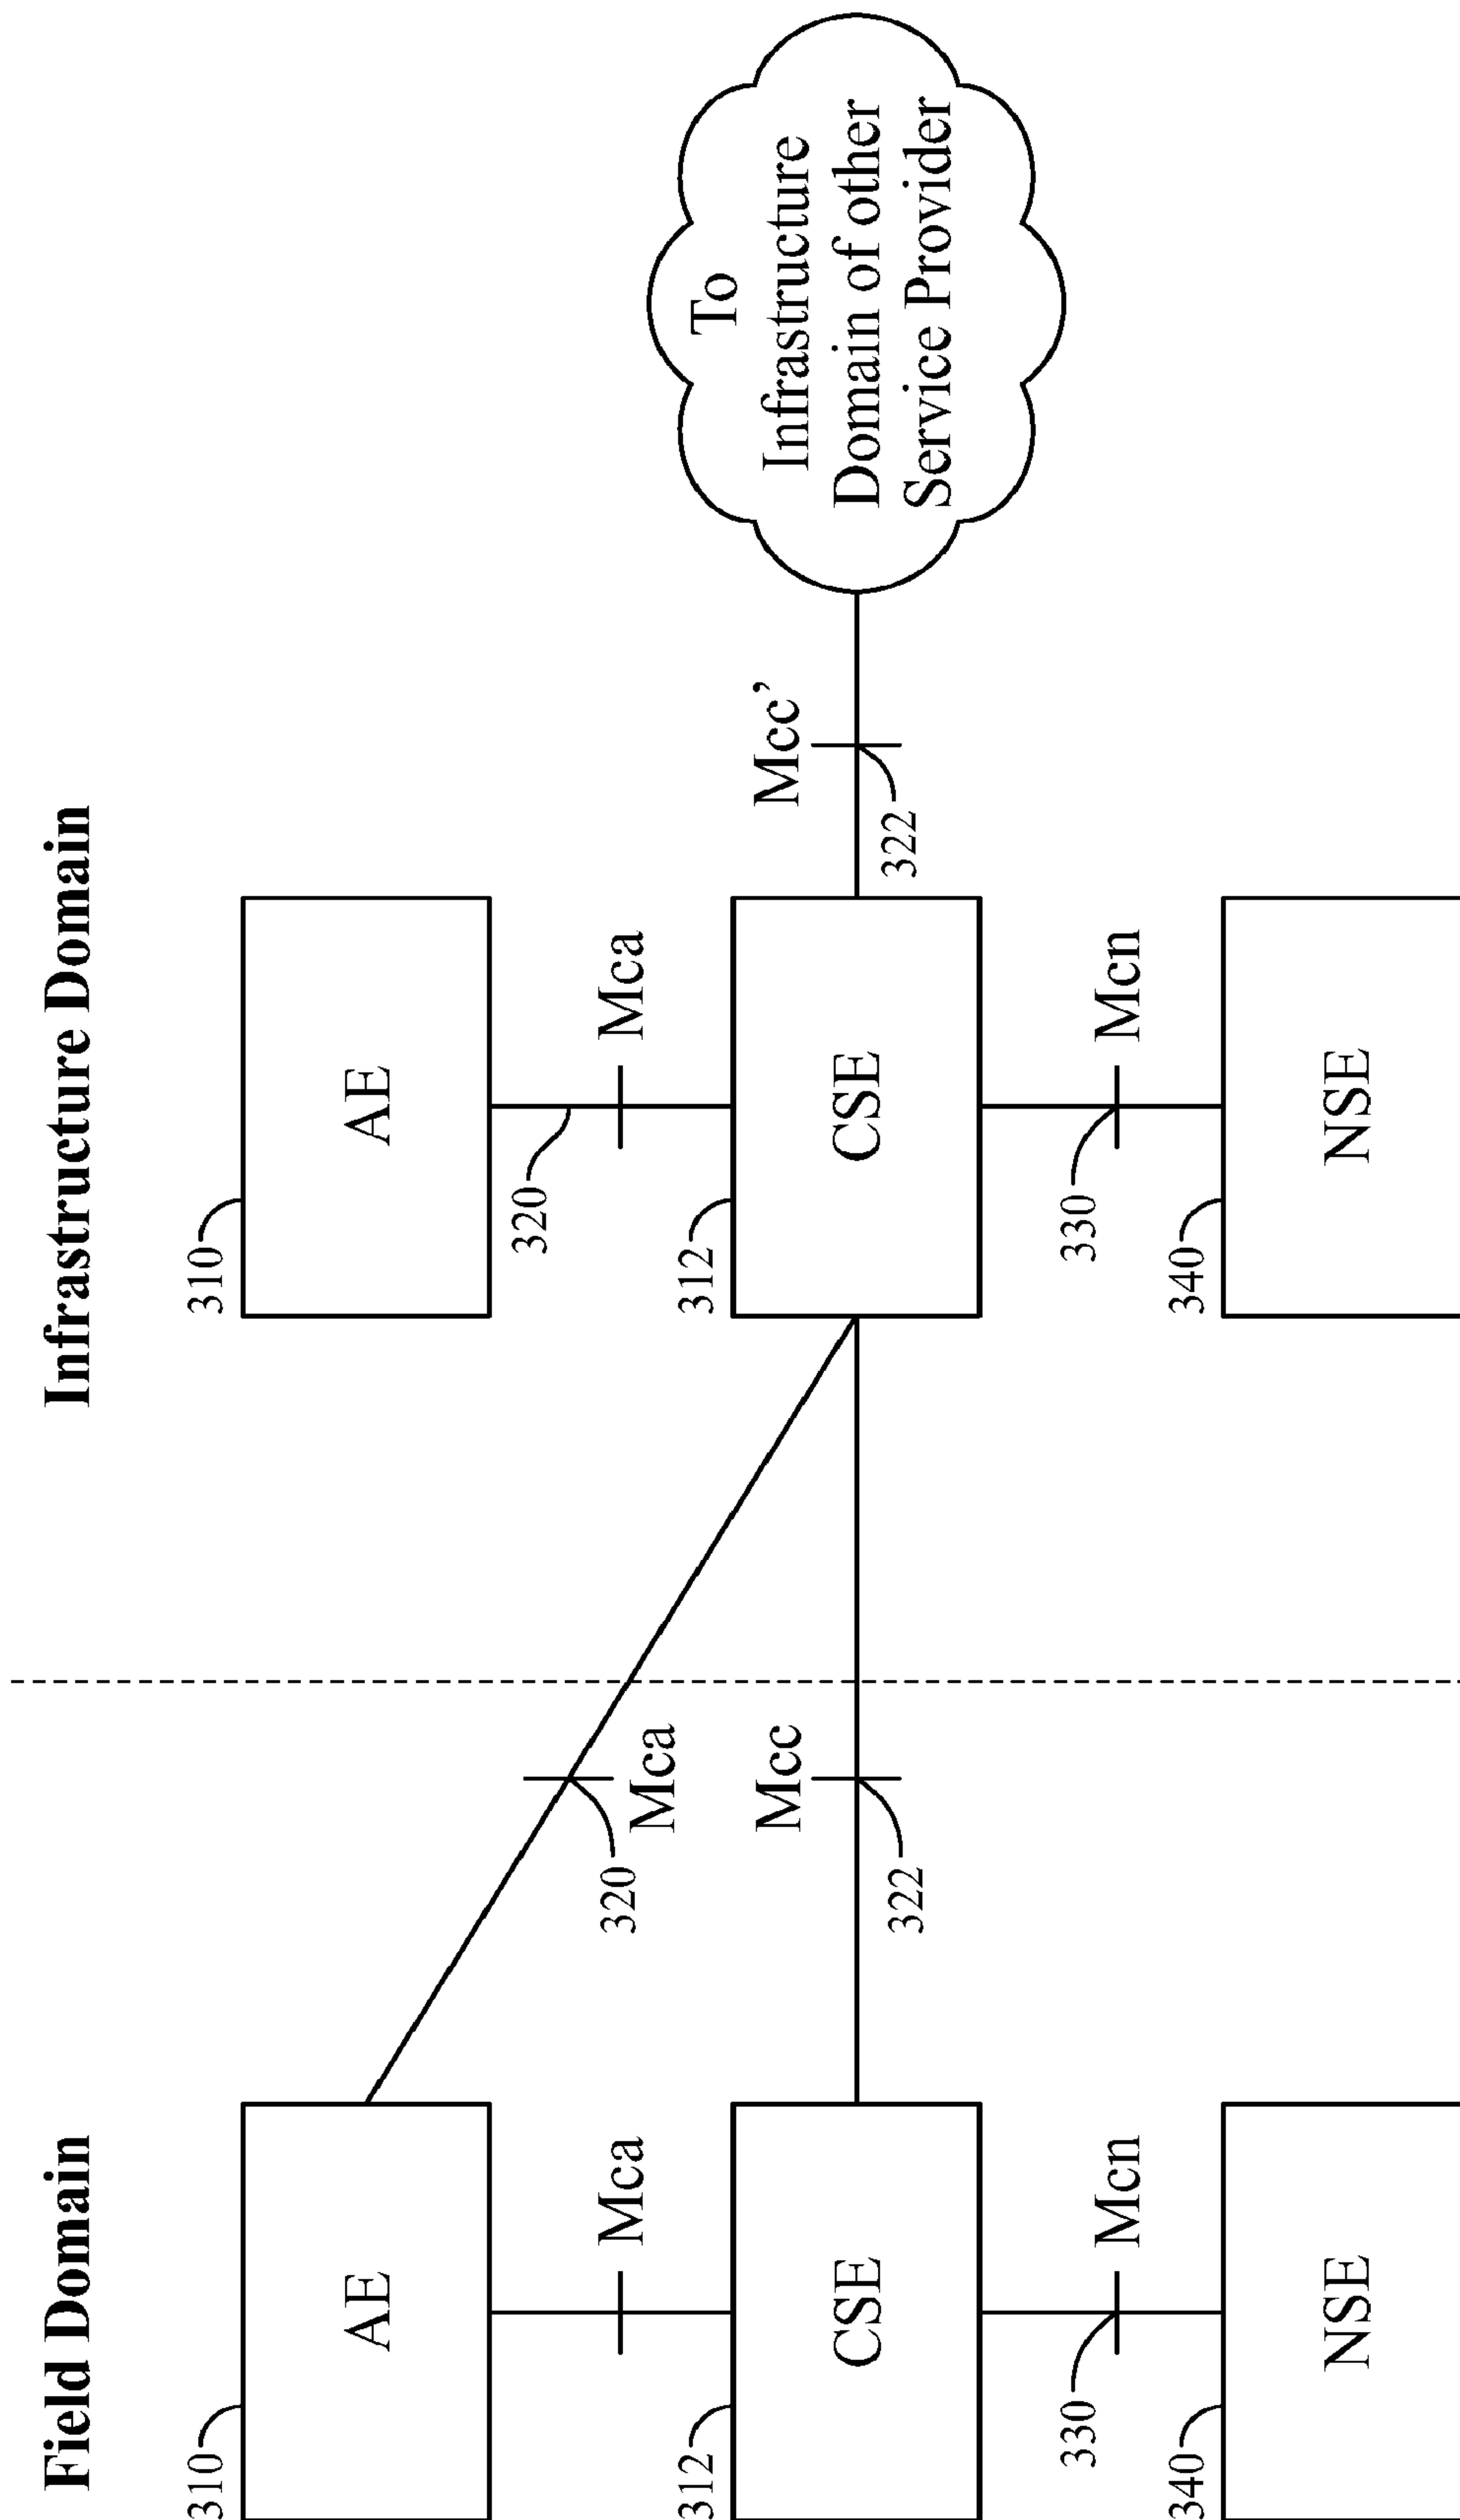 Field Domain
Infrastructure Domain
310
AE
310
AE
Mca
320
Mca
320
Mca
312
CSE
Mcc
322
312
CSE
Mcc’
322
To
Infrastructure
Domain of other
Service Provider
330
Mcn
330
Mcn
340
NSE
340
NSE